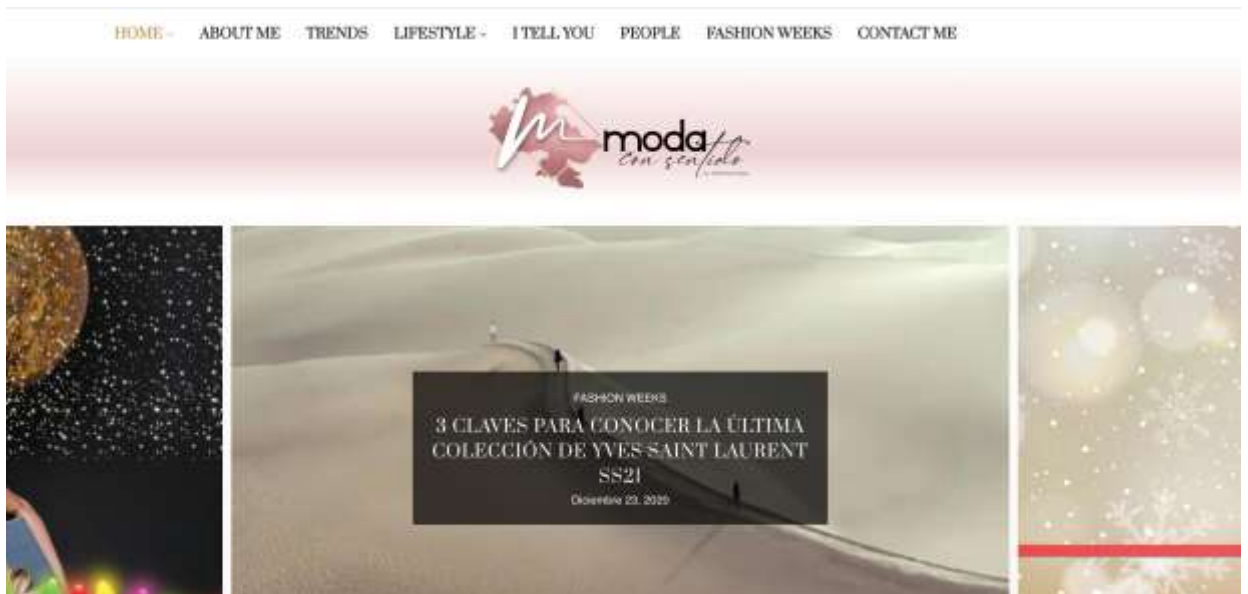 HOME ABOUT ME TRENDS LIFESTYLE I TELL YOU PEOPLE FASHION WEEKS CONTACT ME
m moda
con sentido
FASHION WEEKS
3 CLAVES PARA CONOCER LA ÚLTIMA
COLECCIÓN DE YVES SAINT LAURENT
SS21
Diciembre 23, 2020